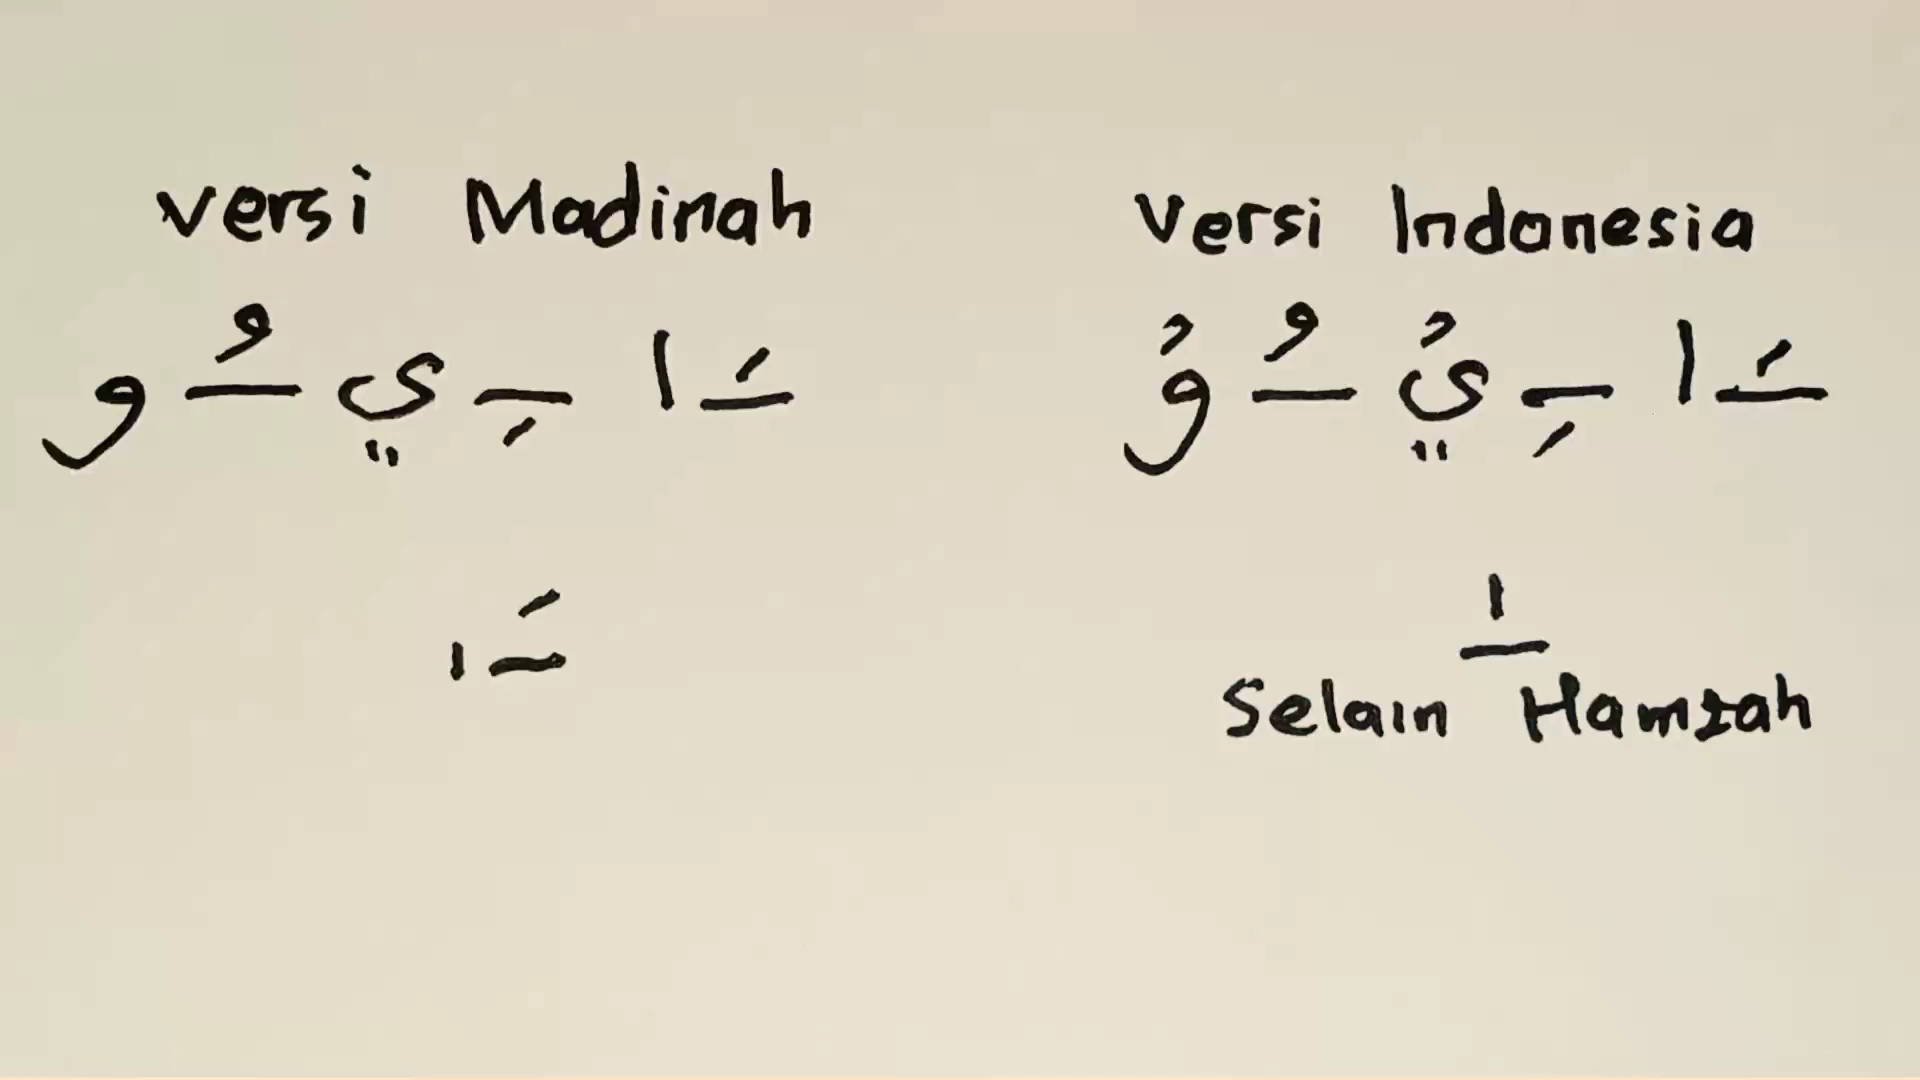 Versi Madinah
ـَا ـِي ـُو
ـَٰ
Versi Indonesia
ـَا ـِيْ ـُوْ
ـٰ
Selain Hamzah